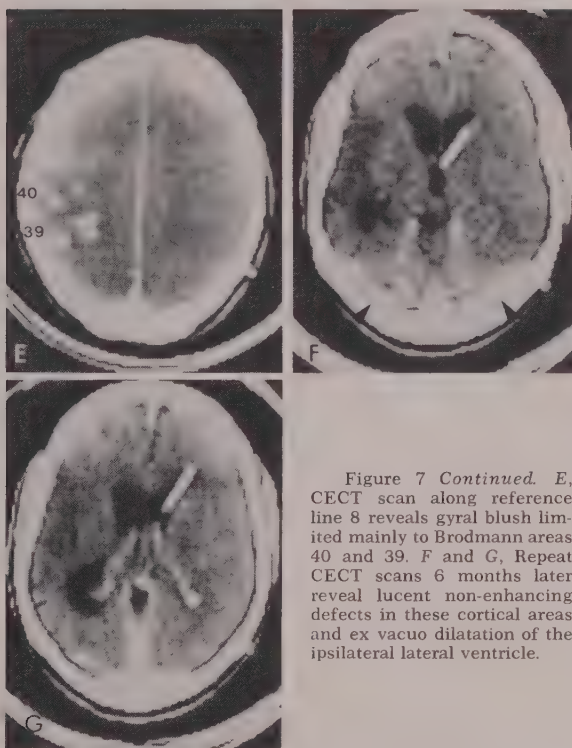 40
39
E
F
G
Figure 7 Continued. E,
CECT scan along reference
line 8 reveals gyral blush lim-
ited mainly to Brodmann areas
40 and 39. F and G, Repeat
CECT scans 6 months later
reveal lucent non-enhancing
defects in these cortical areas
and ex vacuo dilatation of the
ipsilateral lateral ventricle.